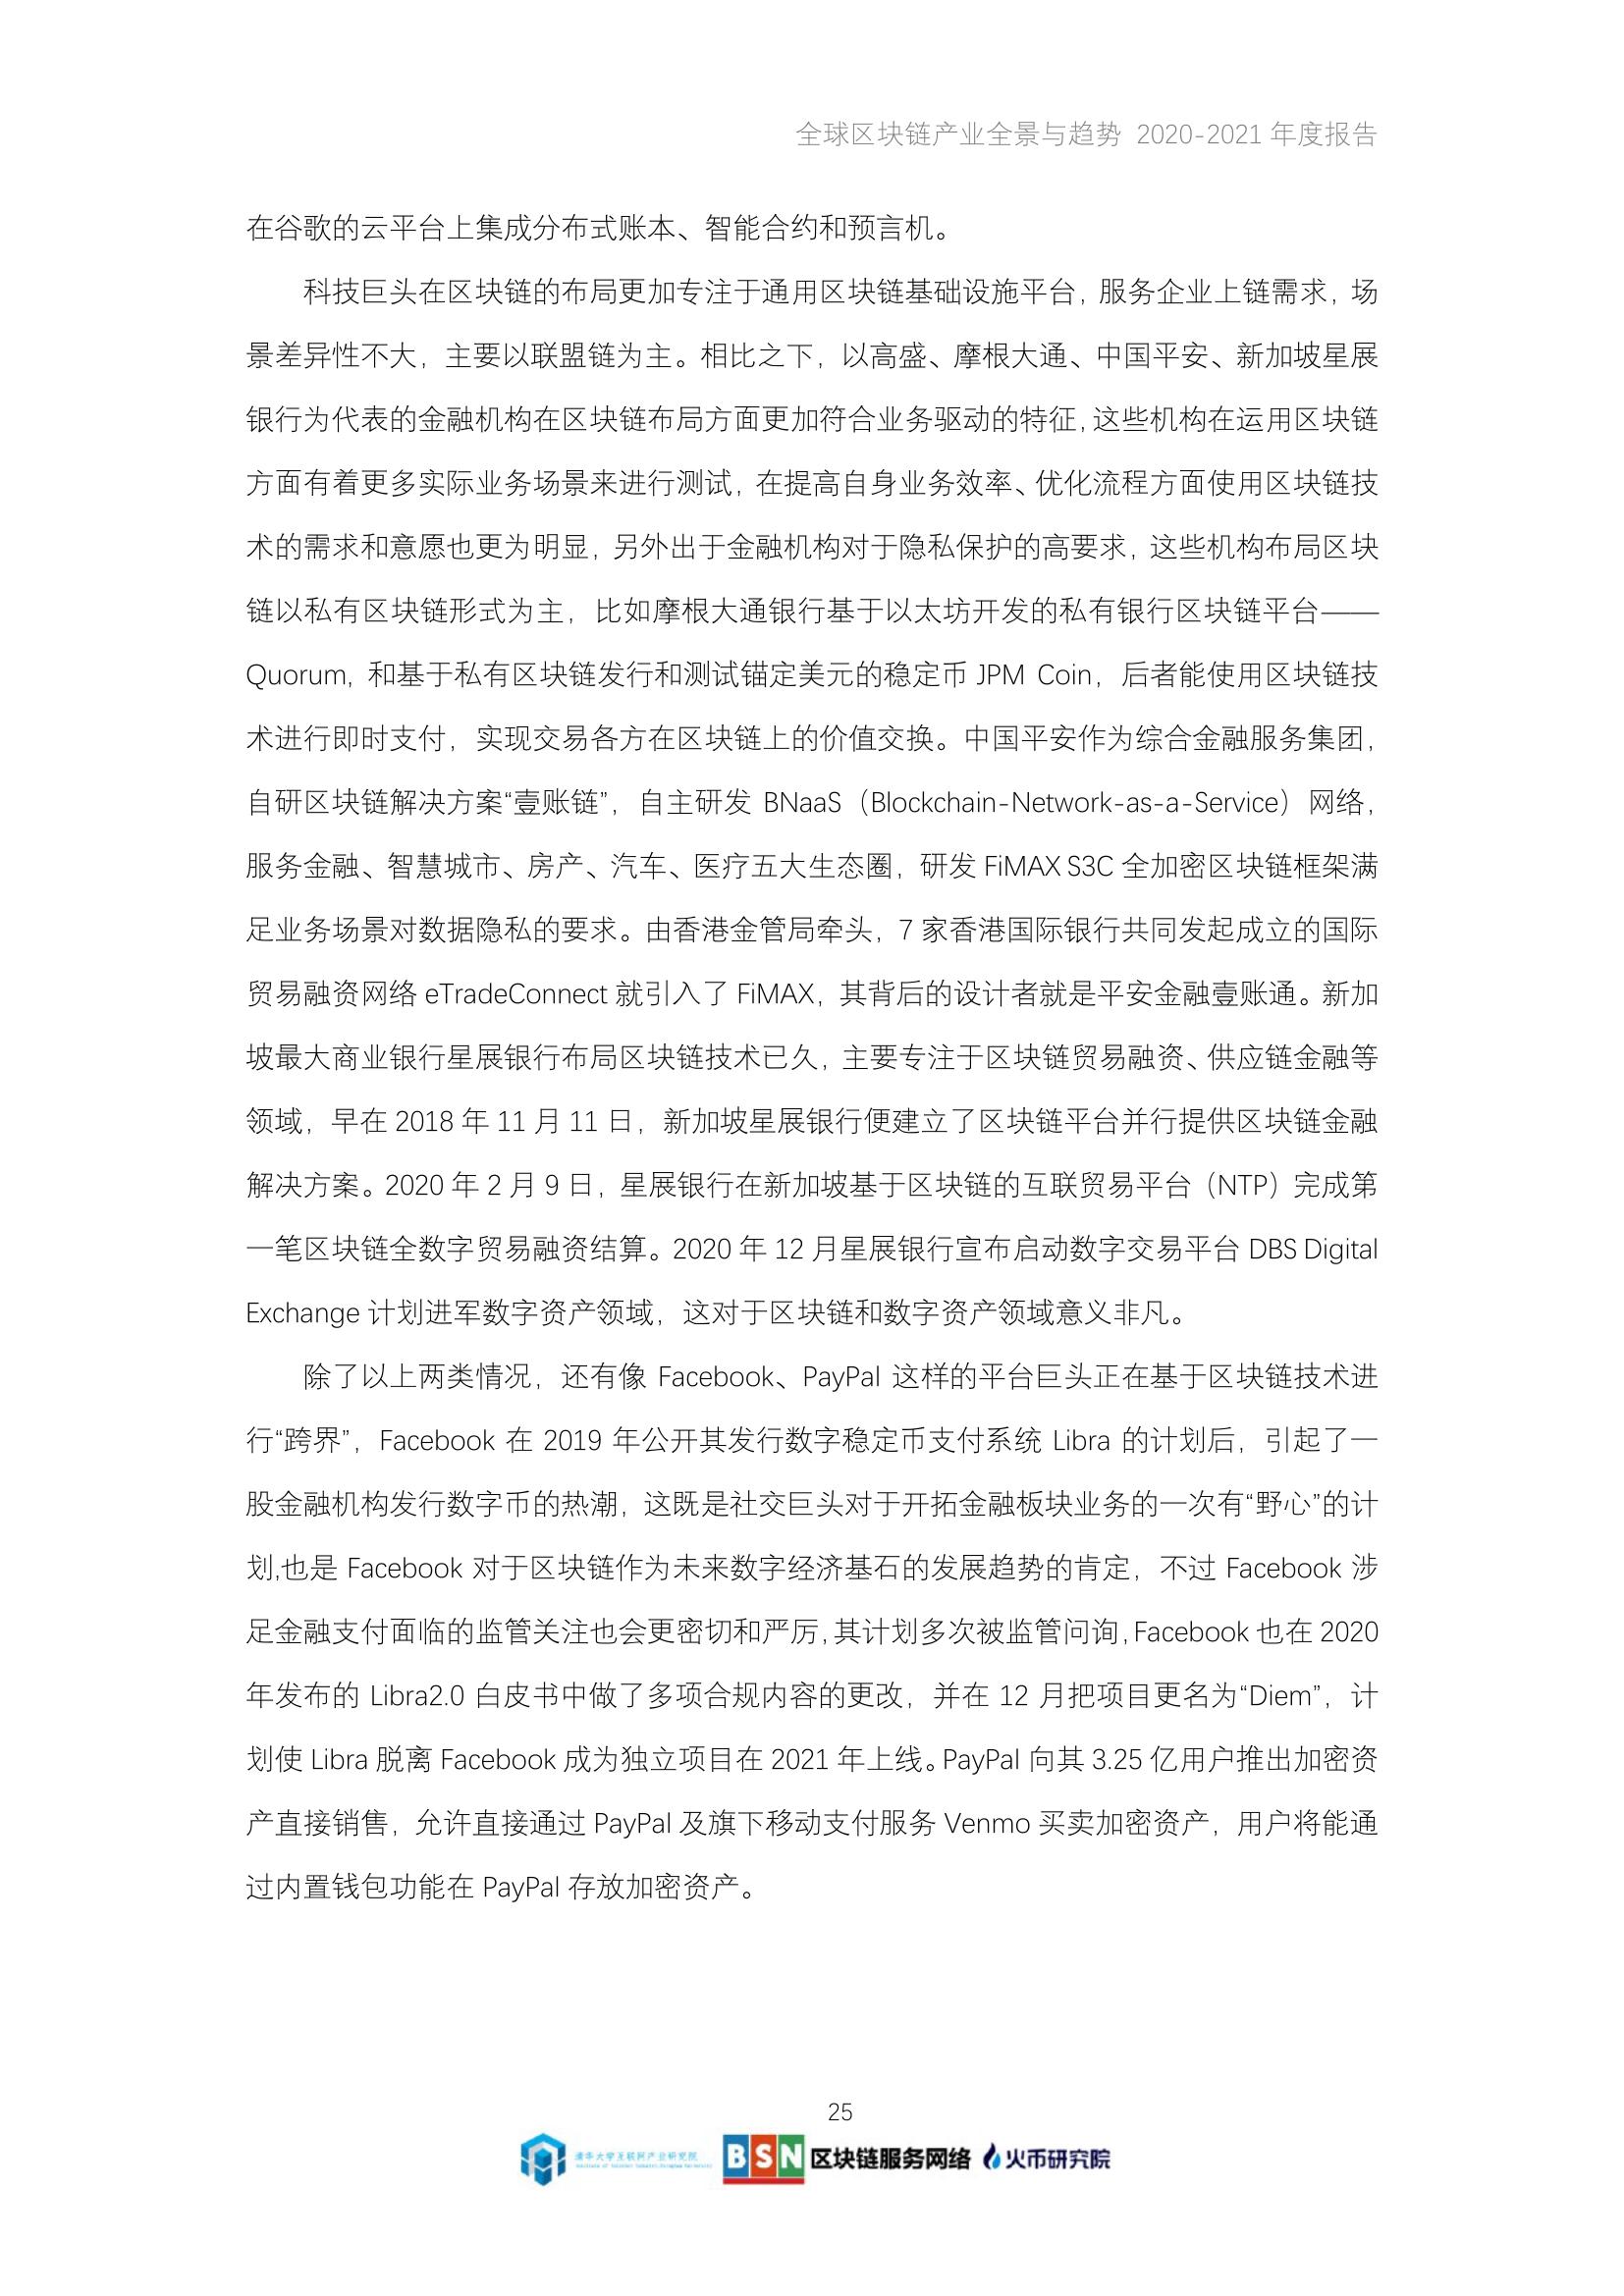 全球区块链产业全景与趋势 2020-2021 年度报告
在谷歌的云平台上集成分布式账本、智能合约和预言机。
科技巨头在区块链的布局更加专注于通用区块链基础设施平台，服务企业上链需求，场
景差异性不大，主要以联盟链为主。相比之下，以高盛、摩根大通、中国平安、新加坡星展
银行为代表的金融机构在区块链布局方面更加符合业务驱动的特征，这些机构在运用区块链
方面有着更多实际业务场景来进行测试，在提高自身业务效率、优化流程方面使用区块链技
术的需求和意愿也更为明显，另外出于金融机构对于隐私保护的高要求，这些机构布局区块
链以私有区块链形式为主，比如摩根大通银行基于以太坊开发的私有银行区块链平台——
Quorum，和基于私有区块链发行和测试锚定美元的稳定币 JPM Coin，后者能使用区块链技
术进行即时支付，实现交易各方在区块链上的价值交换。中国平安作为综合金融服务集团，
自研区块链解决方案“壹账链”，自主研发 BNaaS（Blockchain-Network-as-a-Service）网络，
服务金融、智慧城市、房产、汽车、医疗五大生态圈，研发 FiMAX S3C 全加密区块链框架满
足业务场景对数据隐私的要求。由香港金管局牵头，7 家香港国际银行共同发起成立的国际
贸易融资网络 eTradeConnect 就引入了 FiMAX，其背后的设计者就是平安金融壹账通。新加
坡最大商业银行星展银行布局区块链技术已久，主要专注于区块链贸易融资、供应链金融等
领域，早在 2018 年 11 月 11 日，新加坡星展银行便建立了区块链平台并行提供区块链金融
解决方案。2020 年 2 月 9 日，星展银行在新加坡基于区块链的互联贸易平台（NTP）完成第
一笔区块链全数字贸易融资结算。2020 年 12 月星展银行宣布启动数字交易平台 DBS Digital
Exchange 计划进军数字资产领域，这对于区块链和数字资产领域意义非凡。
除了以上两类情况，还有像 Facebook、PayPal 这样的平台巨头正在基于区块链技术进
行“跨界”，Facebook 在 2019 年公开其发行数字稳定币支付系统 Libra 的计划后，引起了一
股金融机构发行数字币的热潮，这既是社交巨头对于开拓金融板块业务的一次有“野心”的计
划,也是 Facebook 对于区块链作为未来数字经济基石的发展趋势的肯定，不过 Facebook 涉
足金融支付面临的监管关注也会更密切和严厉，其计划多次被监管问询，Facebook 也在 2020
年发布的 Libra2.0 白皮书中做了多项合规内容的更改，并在 12 月把项目更名为“Diem”，计
划使 Libra 脱离 Facebook 成为独立项目在 2021 年上线。PayPal 向其 3.25 亿用户推出加密资
产直接销售，允许直接通过 PayPal 及旗下移动支付服务 Venmo 买卖加密资产，用户将能通
过内置钱包功能在 PayPal 存放加密资产。
25
清华大学互联网产业研究院
BSN 区块链服务网络 火币研究院